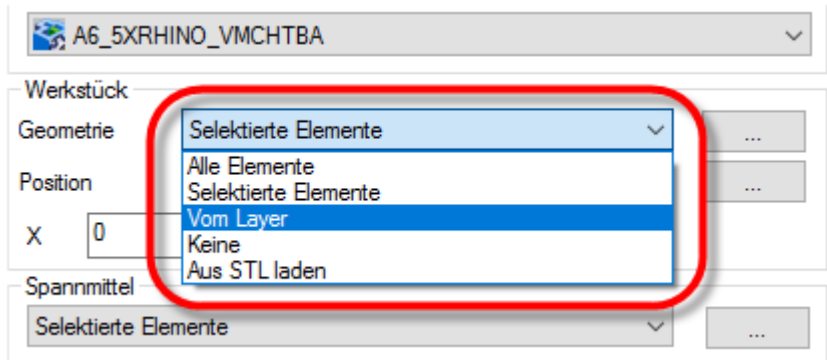 A6_5XRHINO_VMCHTBA
Werkstück
Geometrie Selektierte Elemente ...
Alle Elemente
Position Selektierte Elemente ...
Vom Layer
X 0 Keine
Aus STL laden
Spannmittel
Selektierte Elemente ...